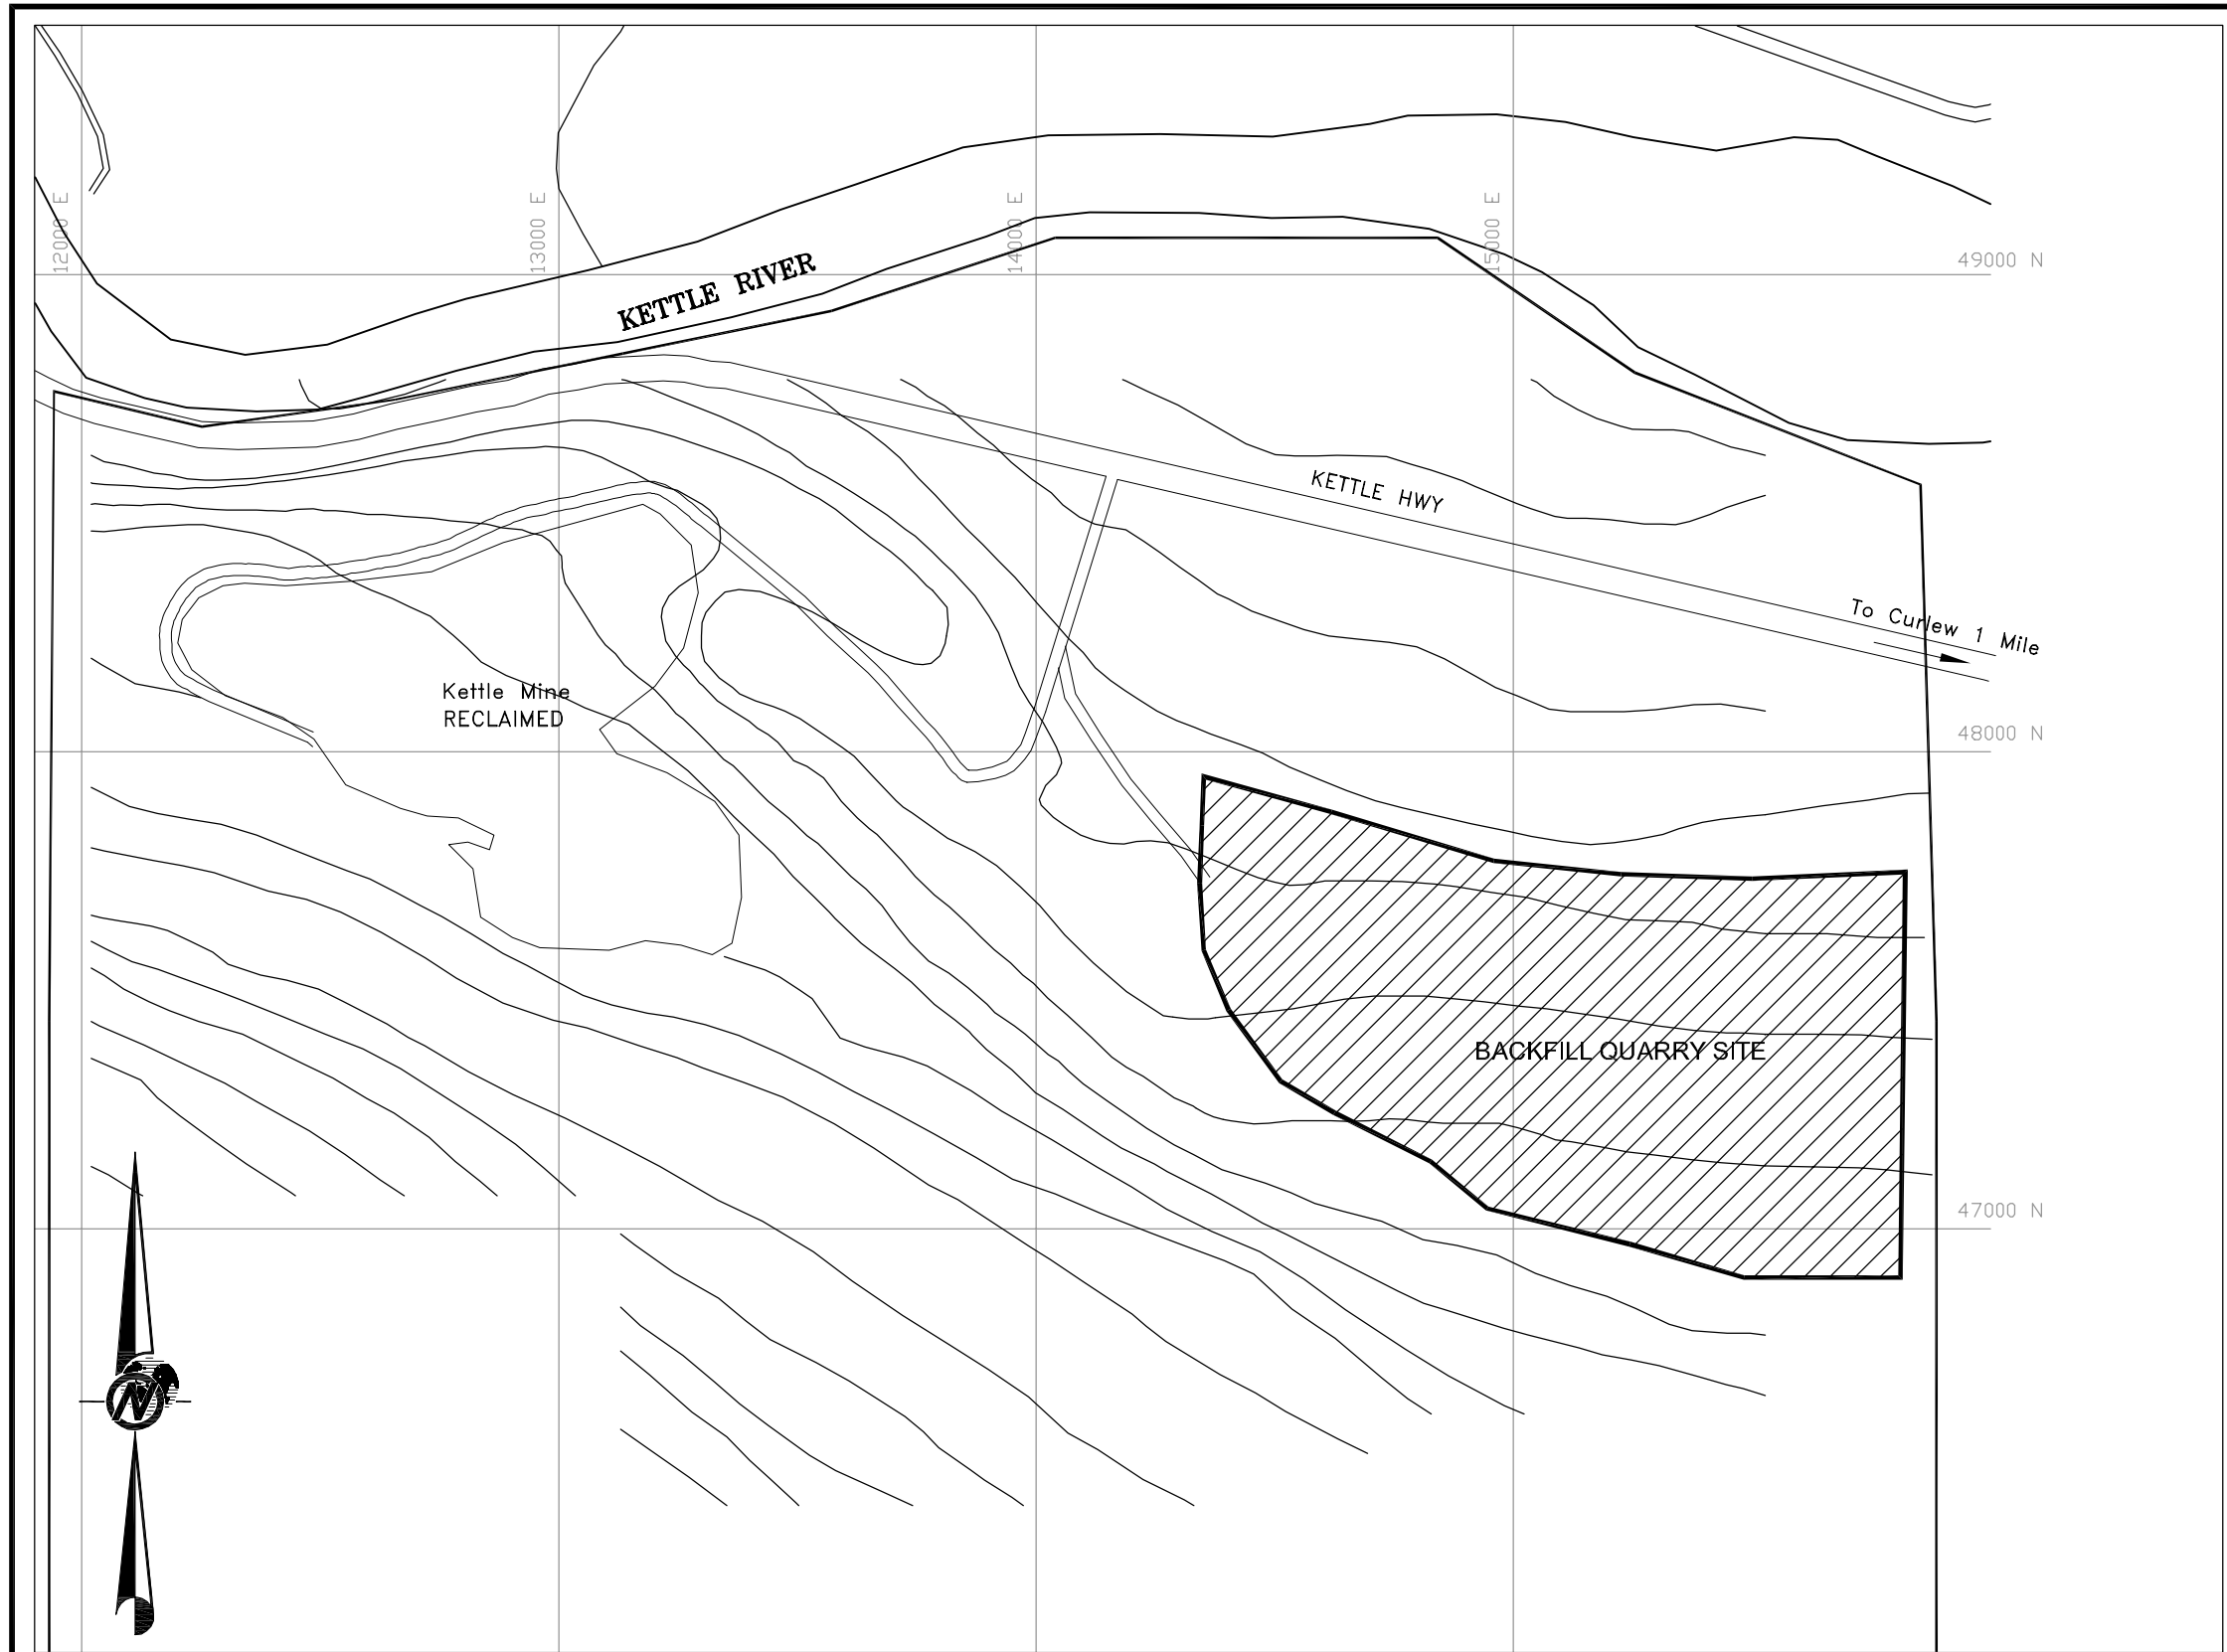 12000 E
13000 E
14000 E
15000 E
49000 N
KETTLE RIVER
KETTLE HWY
To Curlew 1 Mile
Kettle Mine
RECLAIMED
48000 N
BACKFILL QUARRY SITE
47000 N
N